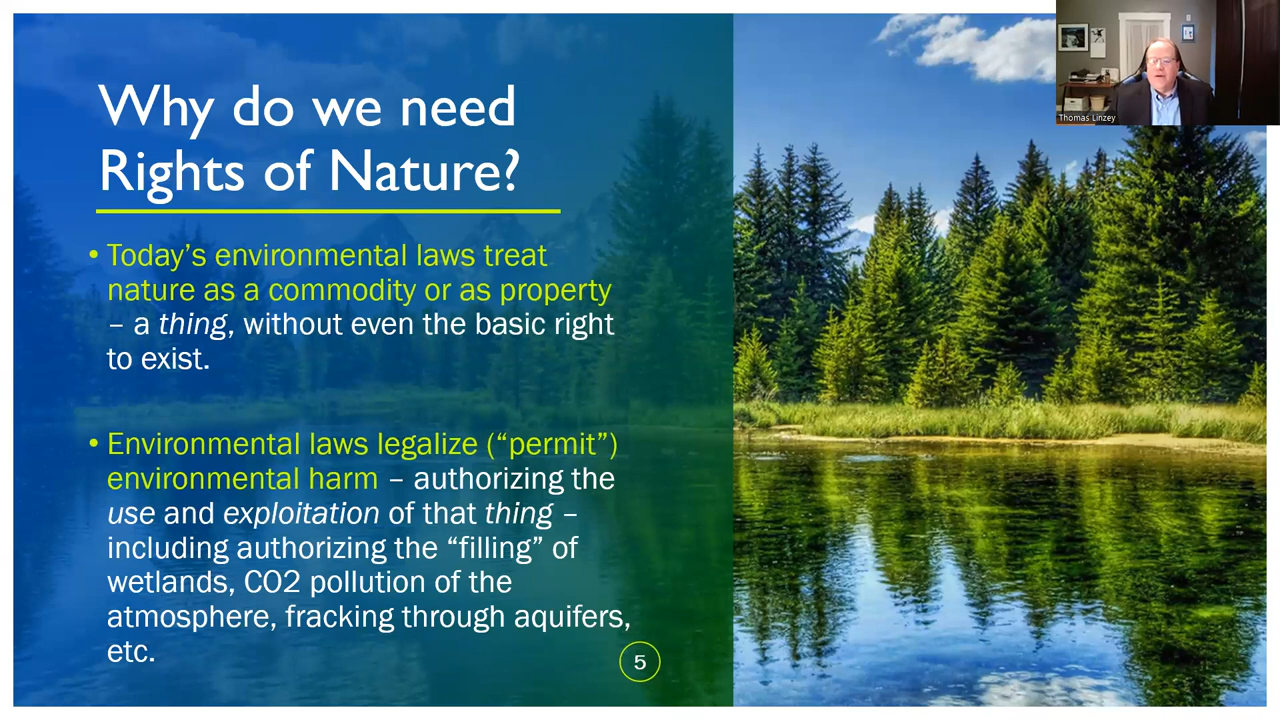 Why do we need
Rights of Nature?
• Today’s environmental laws treat
nature as a commodity or as property
– a thing, without even the basic right
to exist.
• Environmental laws legalize (“permit”)
environmental harm – authorizing the
use and exploitation of that thing –
including authorizing the “filling” of
wetlands, CO2 pollution of the
atmosphere, fracking through aquifers,
etc.
5
Thomas Linzey